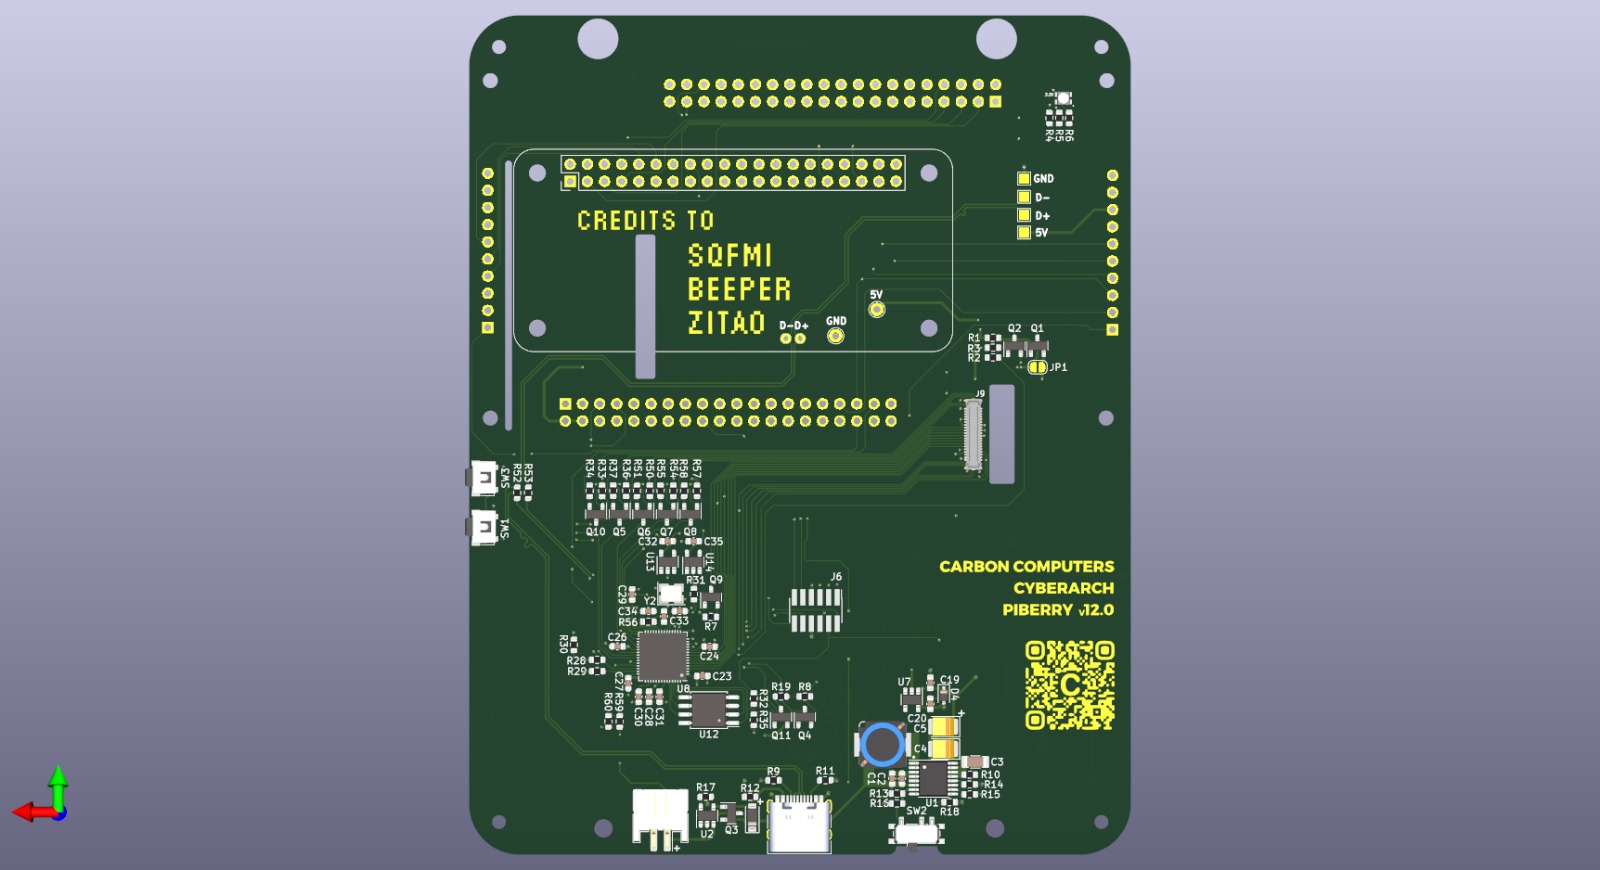 R4 R5 R6
GND
D-
D+
5V
CREDITS TO
SQFMI
BEEPER
ZITAO
5V
GND
D- D+
Q2 Q1
R1
R3
R2
JP1
J9
SW3
R52 R53
SW1
R34 R33 R37 R36 R51 R50 R55 R54 R58 R57
Q10 Q5 Q6 Q7 Q8
C32 C35
U13 U14
R31 Q9
C29
Y2
C34
C33
R56
R7
J6
CARBON COMPUTERS
CYBERARCH
PIBERRY v12.0
C26
R30
R28
R29
C24
C27
C23
U8
R60 R59 C30 C28 C31
U12
R32 R35
R19 R8
Q11 Q4
U7
C19
D4
C20
C5
+
C4
C3
C1 C2
R10
R14
R15
R13
R16
U1
R18
SW2
R9
R11
R17
R12
U2
Q3
+
+